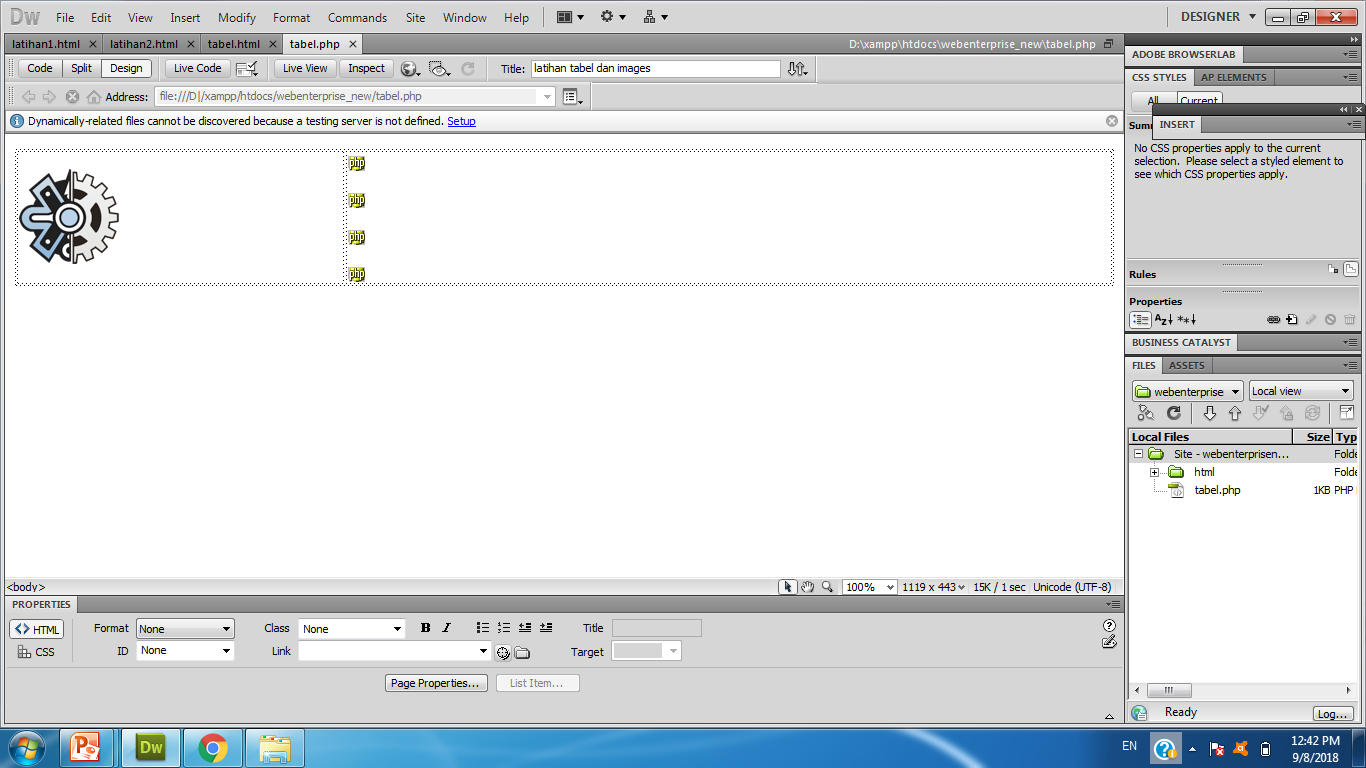 Dw File Edit View Insert Modify Format Commands Site Window Help DESIGNER
latihan1.html latihan2.html tabel.html tabel.php D:\xampp\htdocs\webenterprise_new\tabel.php
Code Split Design Live Code Live View Inspect Title: latihan tabel dan images
Address: file:///D|/xampp/htdocs/webenterprise_new/tabel.php
Dynamically-related files cannot be discovered because a testing server is not defined. Setup
php
php
php
php
<body> 100% 1119 x 443 15K / 1 sec Unicode (UTF-8)
PROPERTIES
HTML Format None Class None B I Title
CSS ID None Link Target
Page Properties... List Item...
ADOBE BROWSERLAB
CSS STYLES AP ELEMENTS
All Current
INSERT
No CSS properties apply to the current
selection. Please select a styled element to
see which CSS properties apply.
Rules
Properties
BUSINESS CATALYST
FILES ASSETS
webenterprise Local view
Local Files Size Typ
Site - webenterprisen... Folde
html Folde
tabel.php 1KB PHP
Ready Log...
Dw EN 12:42 PM
9/8/2018